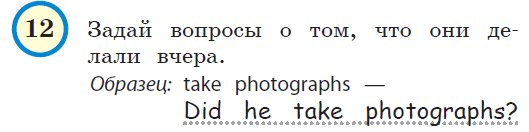 12 Задай вопросы о том, что они де-
лали вчера.
Образец: take photographs —
Did he take photographs?